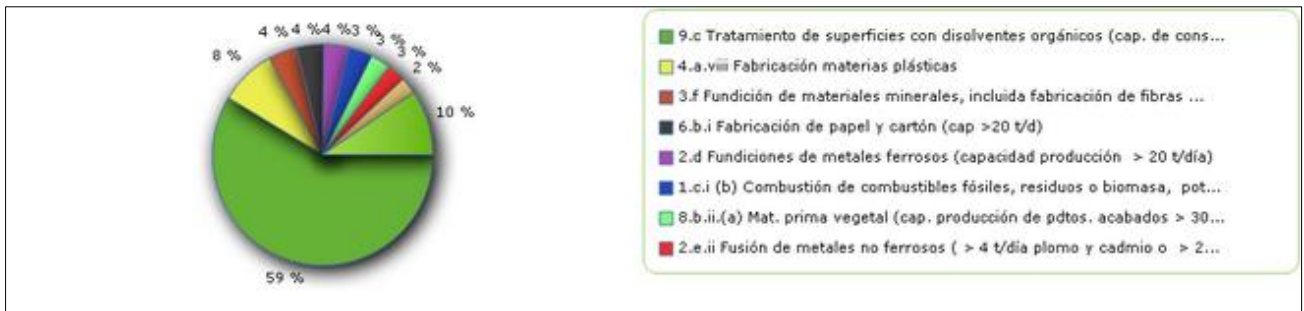 4 % 4 % 4 % 3 % 3 % 3 % 2 %
8 %
10 %
59 %
9.c Tratamiento de superficies con disolventes orgánicos (cap. de cons...
4.a.viii Fabricación materias plásticas
3.f Fundición de materiales minerales, incluida fabricación de fibras ...
6.b.i Fabricación de papel y cartón (cap >20 t/d)
2.d Fundiciones de metales ferrosos (capacidad producción > 20 t/día)
1.c.i (b) Combustión de combustibles fósiles, residuos o biomasa, pot...
8.b.ii.(a) Mat. prima vegetal (cap. producción de pdtos. acabados > 30...
2.e.ii Fusión de metales no ferrosos ( > 4 t/día plomo y cadmio o > 2...